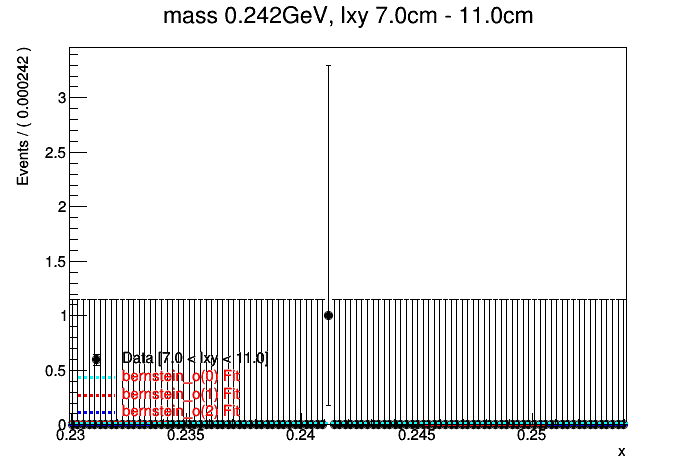 mass 0.242GeV, lxy 7.0cm - 11.0cm
Events / ( 0.000242 )
3
2.5
2
1.5
1
0.5
0
Data [7.0 < lxy < 11.0]
bernstein_o(0) Fit
bernstein_o(1) Fit
bernstein_o(2) Fit
0.23 0.235 0.24 0.245 0.25
x